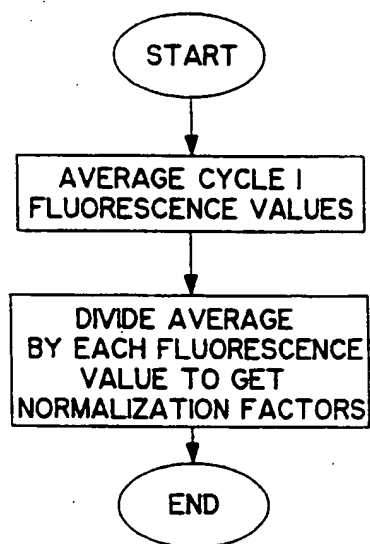 START
AVERAGE CYCLE I
FLUORESCENCE VALUES
DIVIDE AVERAGE
BY EACH FLUORESCENCE
VALUE TO GET
NORMALIZATION FACTORS
END